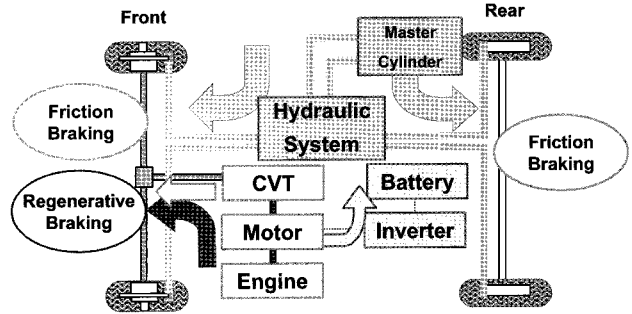 Front
Rear
Master
Cylinder
Friction
Braking
Hydraulic
System
Friction
Braking
CVT
Battery
Regenerative
Braking
Motor
Inverter
Engine